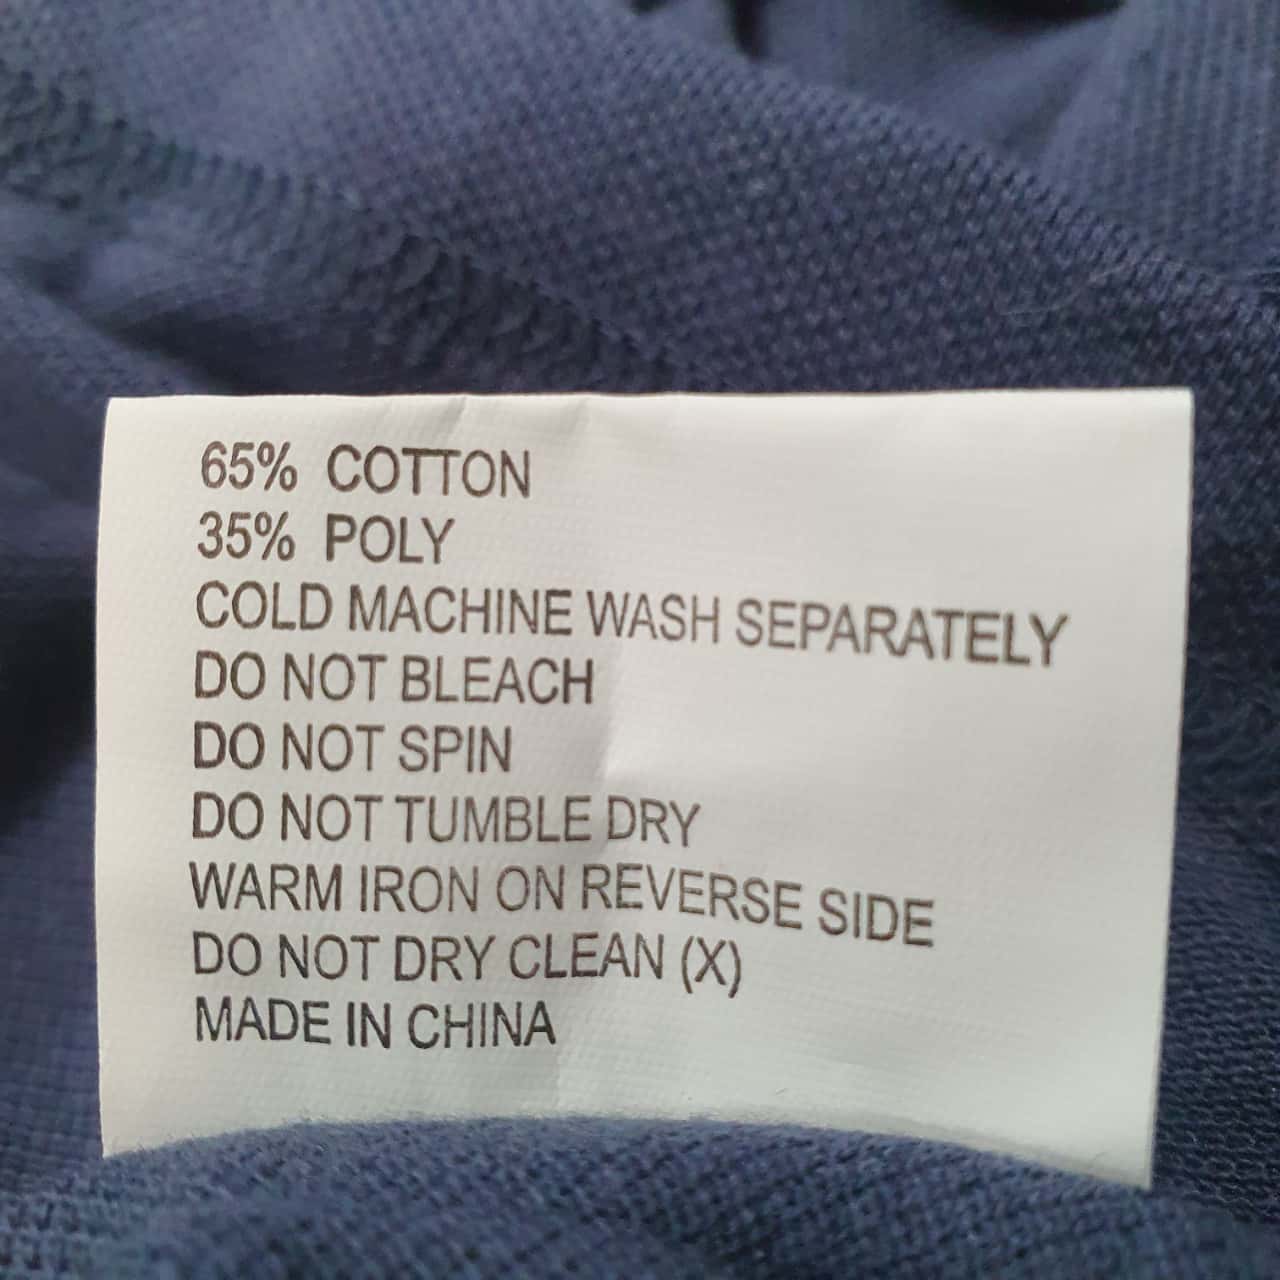 65% COTTON
35% POLY
COLD MACHINE WASH SEPARATELY
DO NOT BLEACH
DO NOT SPIN
DO NOT TUMBLE DRY
WARM IRON ON REVERSE SIDE
DO NOT DRY CLEAN (X)
MADE IN CHINA